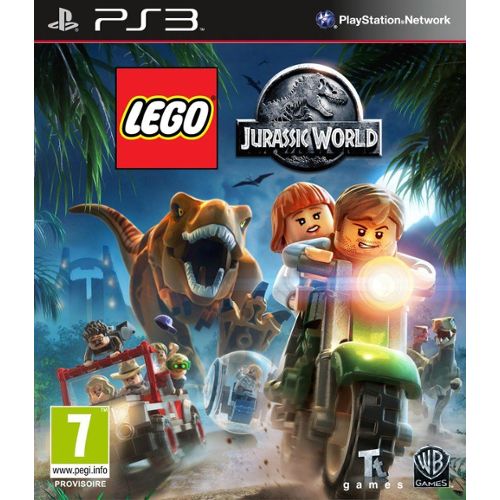 PS3
PlayStation®Network
LEGO
JURASSIC WORLD
7
www.pegi.info
PROVISOIRE
Tt
games
WB
GAMES